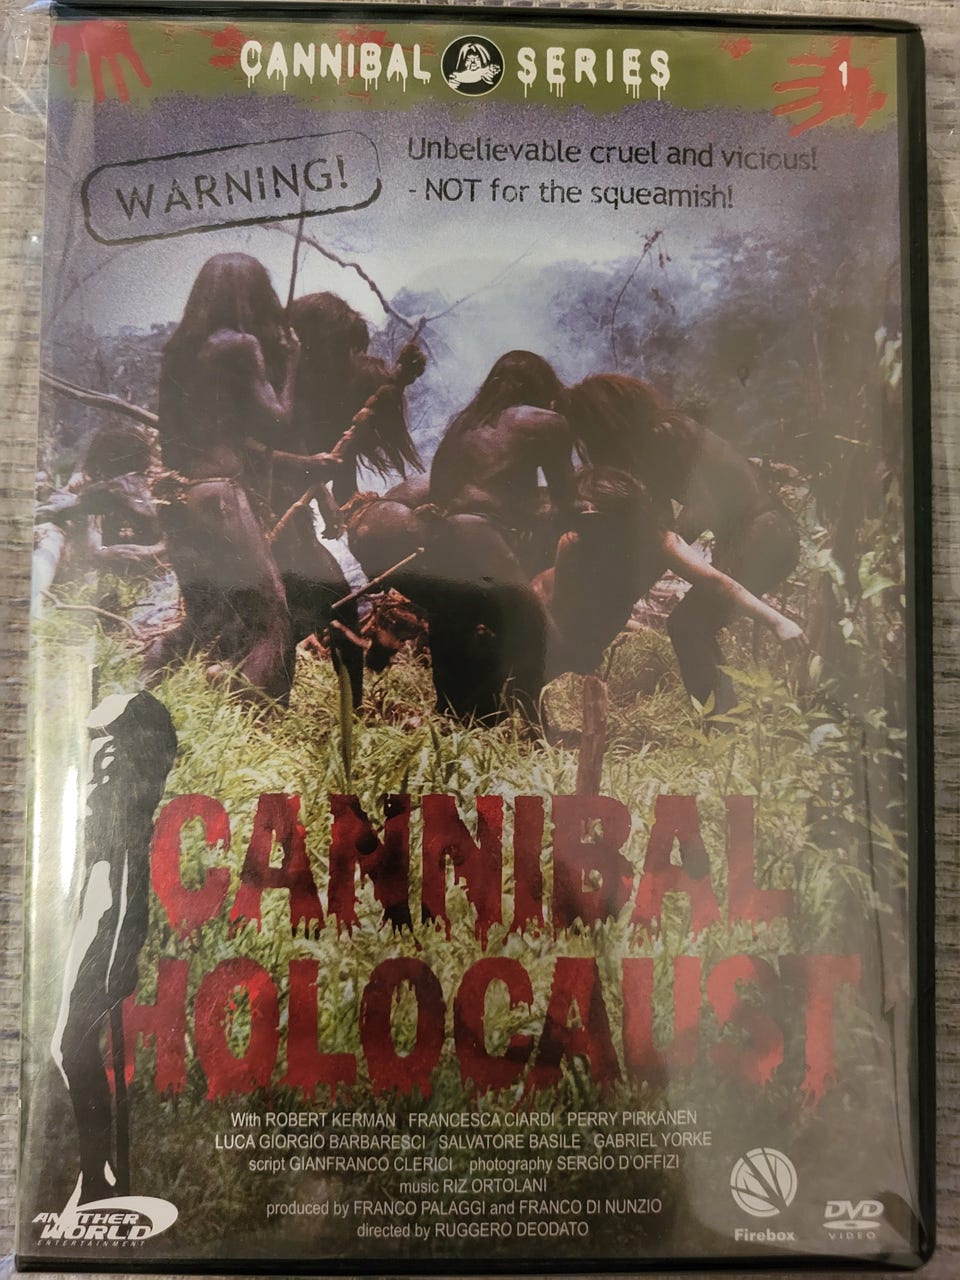 CANNIBAL SERIES
1
WARNING!
Unbelievable cruel and vicious!
- NOT for the squeamish!
CANNIBAL
HOLOCAUST
With ROBERT KERMAN FRANCESCA CIARDI PERRY PIRKANEN
LUCA GIORGIO BARBARESCI SALVATORE BASILE GABRIEL YORKE
script GIANFRANCO CLERICI photography SERGIO D'OFFIZI
music RIZ ORTOLANI
produced by FRANCO PALAGGI and FRANCO DI NUNZIO
directed by RUGGERO DEODATO
ANOTHER
WORLD
ENTERTAINMENT
Firebox
DVD
VIDEO